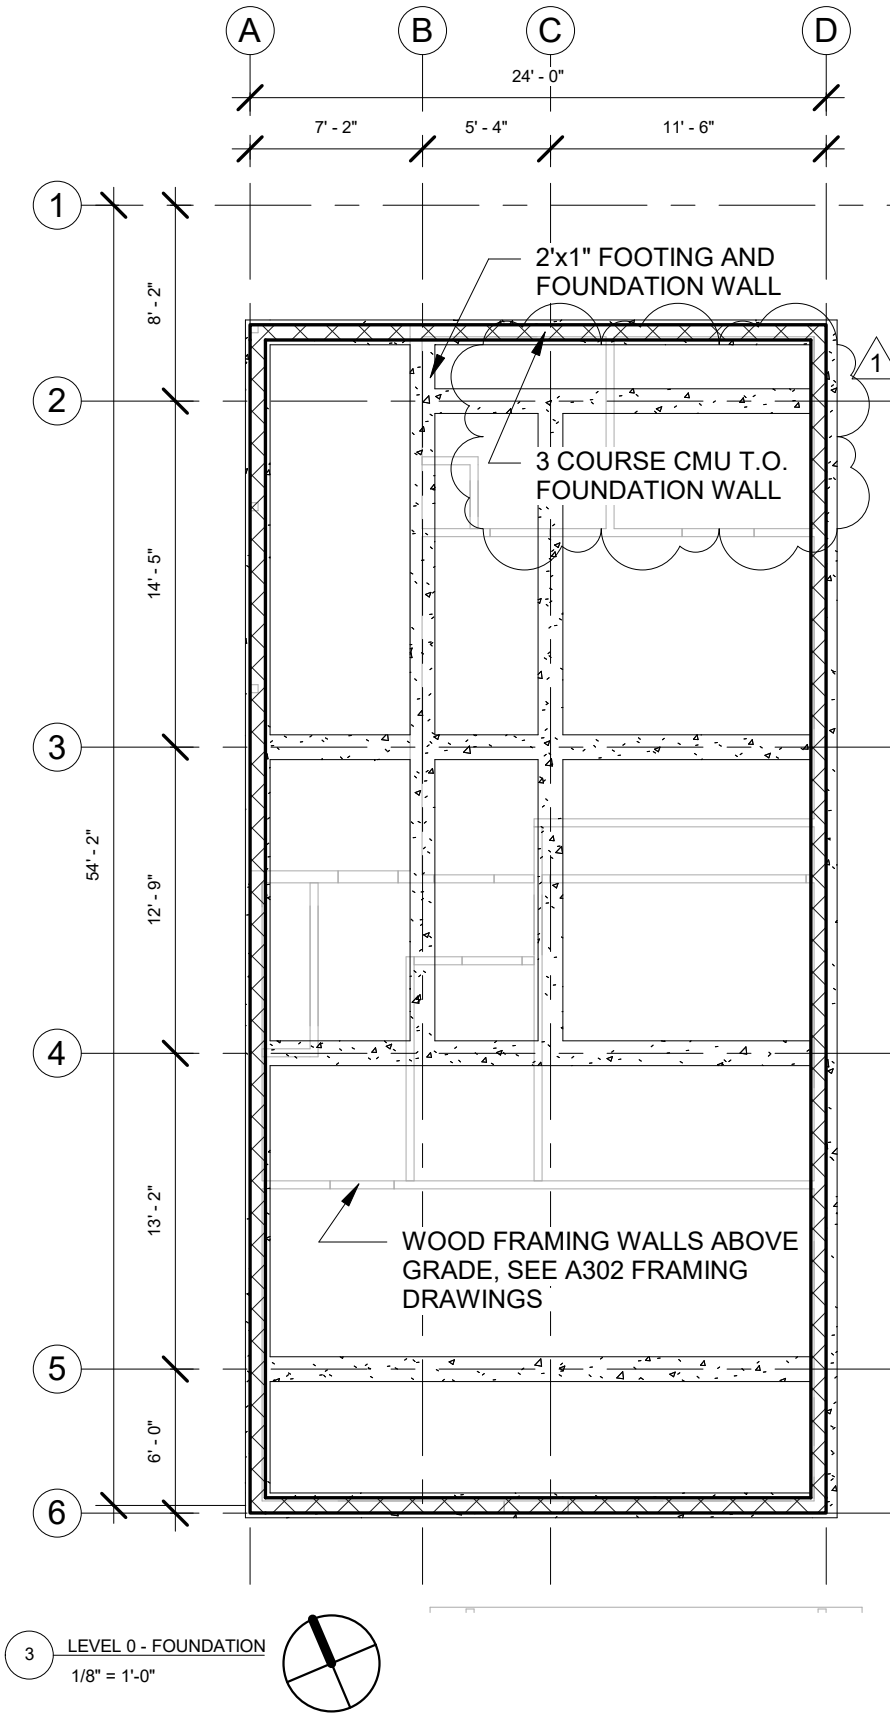 A B C D
24' - 0"
7' - 2" 5' - 4" 11' - 6"
1
8' - 2"
2'x1" FOOTING AND
FOUNDATION WALL
1
2
3 COURSE CMU T.O.
FOUNDATION WALL
14' - 5"
3
54' - 2"
12' - 9"
4
13' - 2"
WOOD FRAMING WALLS ABOVE
GRADE, SEE A302 FRAMING
DRAWINGS
5
6' - 0"
6
3
LEVEL 0 - FOUNDATION
1/8" = 1'-0"